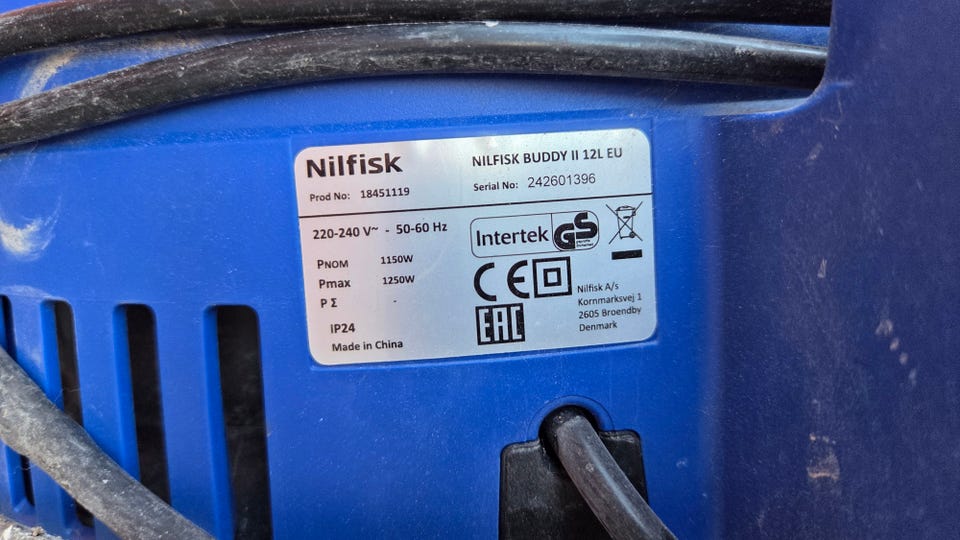 Nilfisk
NILFISK BUDDY II 12L EU
Prod No: 18451119
Serial No: 242601396
220-240 V~ - 50-60 Hz
PNOM 1150W
Pmax 1250W
P Σ -
iP24
Made in China
Intertek GS
CE
EAC
Nilfisk A/s
Kornmarksvej 1
2605 Broendby
Denmark